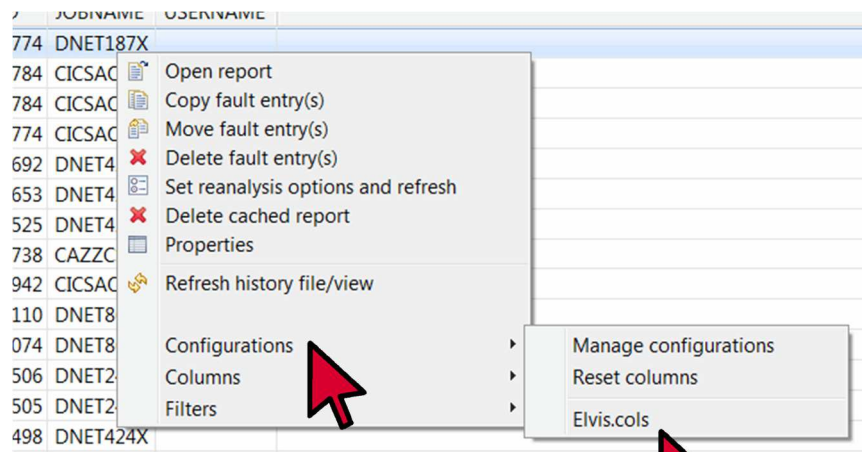 JOBNAME USERNAME
774 DNET187X
784 CICSAC Open report
784 CICSAC Copy fault entry(s)
774 CICSAC Move fault entry(s)
692 DNET4 Delete fault entry(s)
653 DNET4 Set reanalysis options and refresh
525 DNET4 Delete cached report
738 CAZZC Properties
942 CICSAC Refresh history file/view
110 DNET8
074 DNET8 Configurations Manage configurations
506 DNET2 Columns Reset columns
505 DNET2 Filters Elvis.cols
498 DNET424X